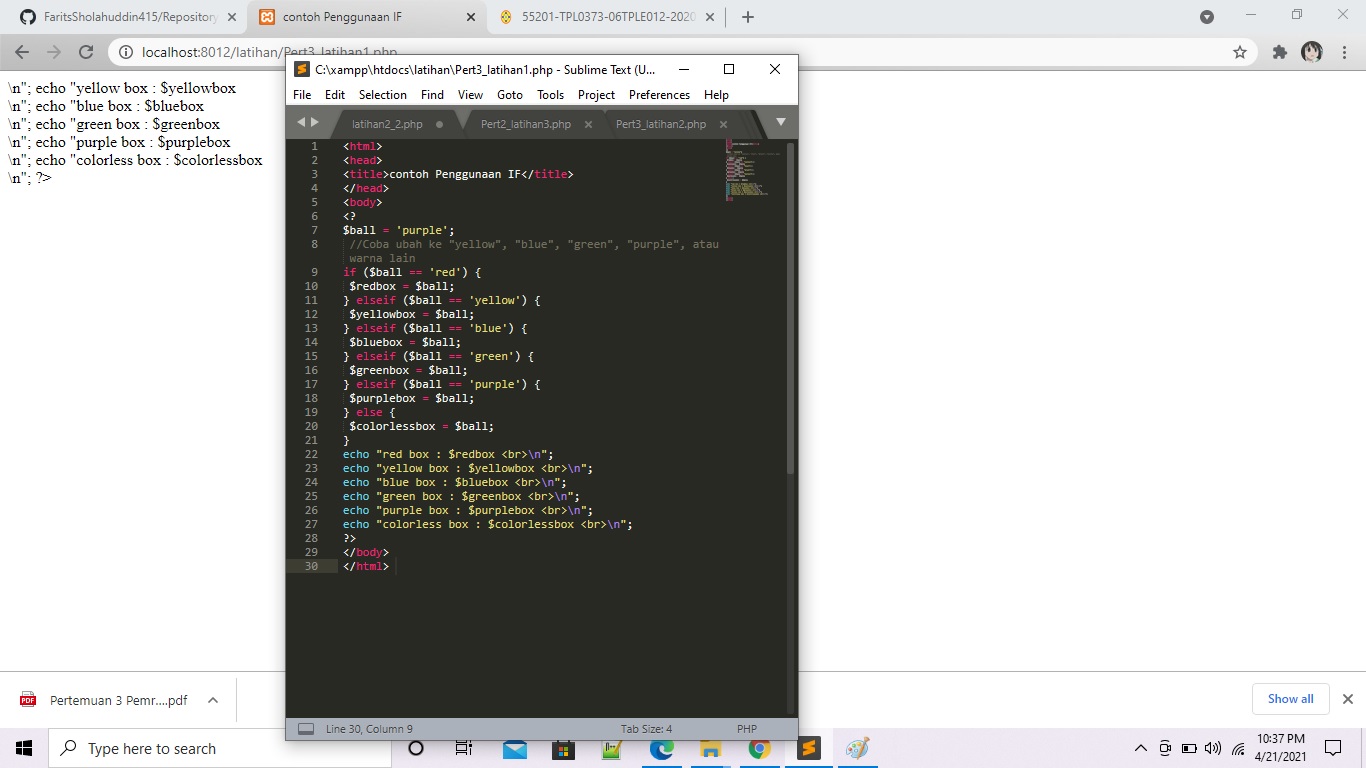 FaritsSholahuddin415/Repository
contoh Penggunaan IF
55201-TPL0373-06TPLE012-2020
localhost:8012/latihan/Pert3_latihan1.php
\n"; echo "yellow box : $yellowbox
\n"; echo "blue box : $bluebox
\n"; echo "green box : $greenbox
\n"; echo "purple box : $purplebox
\n"; echo "colorless box : $colorlessbox
\n"; ?>
C:\xampp\htdocs\latihan\Pert3_latihan1.php - Sublime Text (U...
File Edit Selection Find View Goto Tools Project Preferences Help
latihan2_2.php Pert2_latihan3.php Pert3_latihan2.php
1 <html>
2 <head>
3 <title>contoh Penggunaan IF</title>
4 </head>
5 <body>
6 <?
7 $ball = 'purple';
8 //Coba ubah ke "yellow", "blue", "green", "purple", atau
warna lain
9 if ($ball == 'red') {
10 $redbox = $ball;
11 } elseif ($ball == 'yellow') {
12 $yellowbox = $ball;
13 } elseif ($ball == 'blue') {
14 $bluebox = $ball;
15 } elseif ($ball == 'green') {
16 $greenbox = $ball;
17 } elseif ($ball == 'purple') {
18 $purplebox = $ball;
19 } else {
20 $colorlessbox = $ball;
21 }
22 echo "red box : $redbox <br>\n";
23 echo "yellow box : $yellowbox <br>\n";
24 echo "blue box : $bluebox <br>\n";
25 echo "green box : $greenbox <br>\n";
26 echo "purple box : $purplebox <br>\n";
27 echo "colorless box : $colorlessbox <br>\n";
28 ?>
29 </body>
30 </html>
Line 30, Column 9 Tab Size: 4 PHP
PDF Pertemuan 3 Pemr....pdf
Show all
Type here to search
10:37 PM
4/21/2021